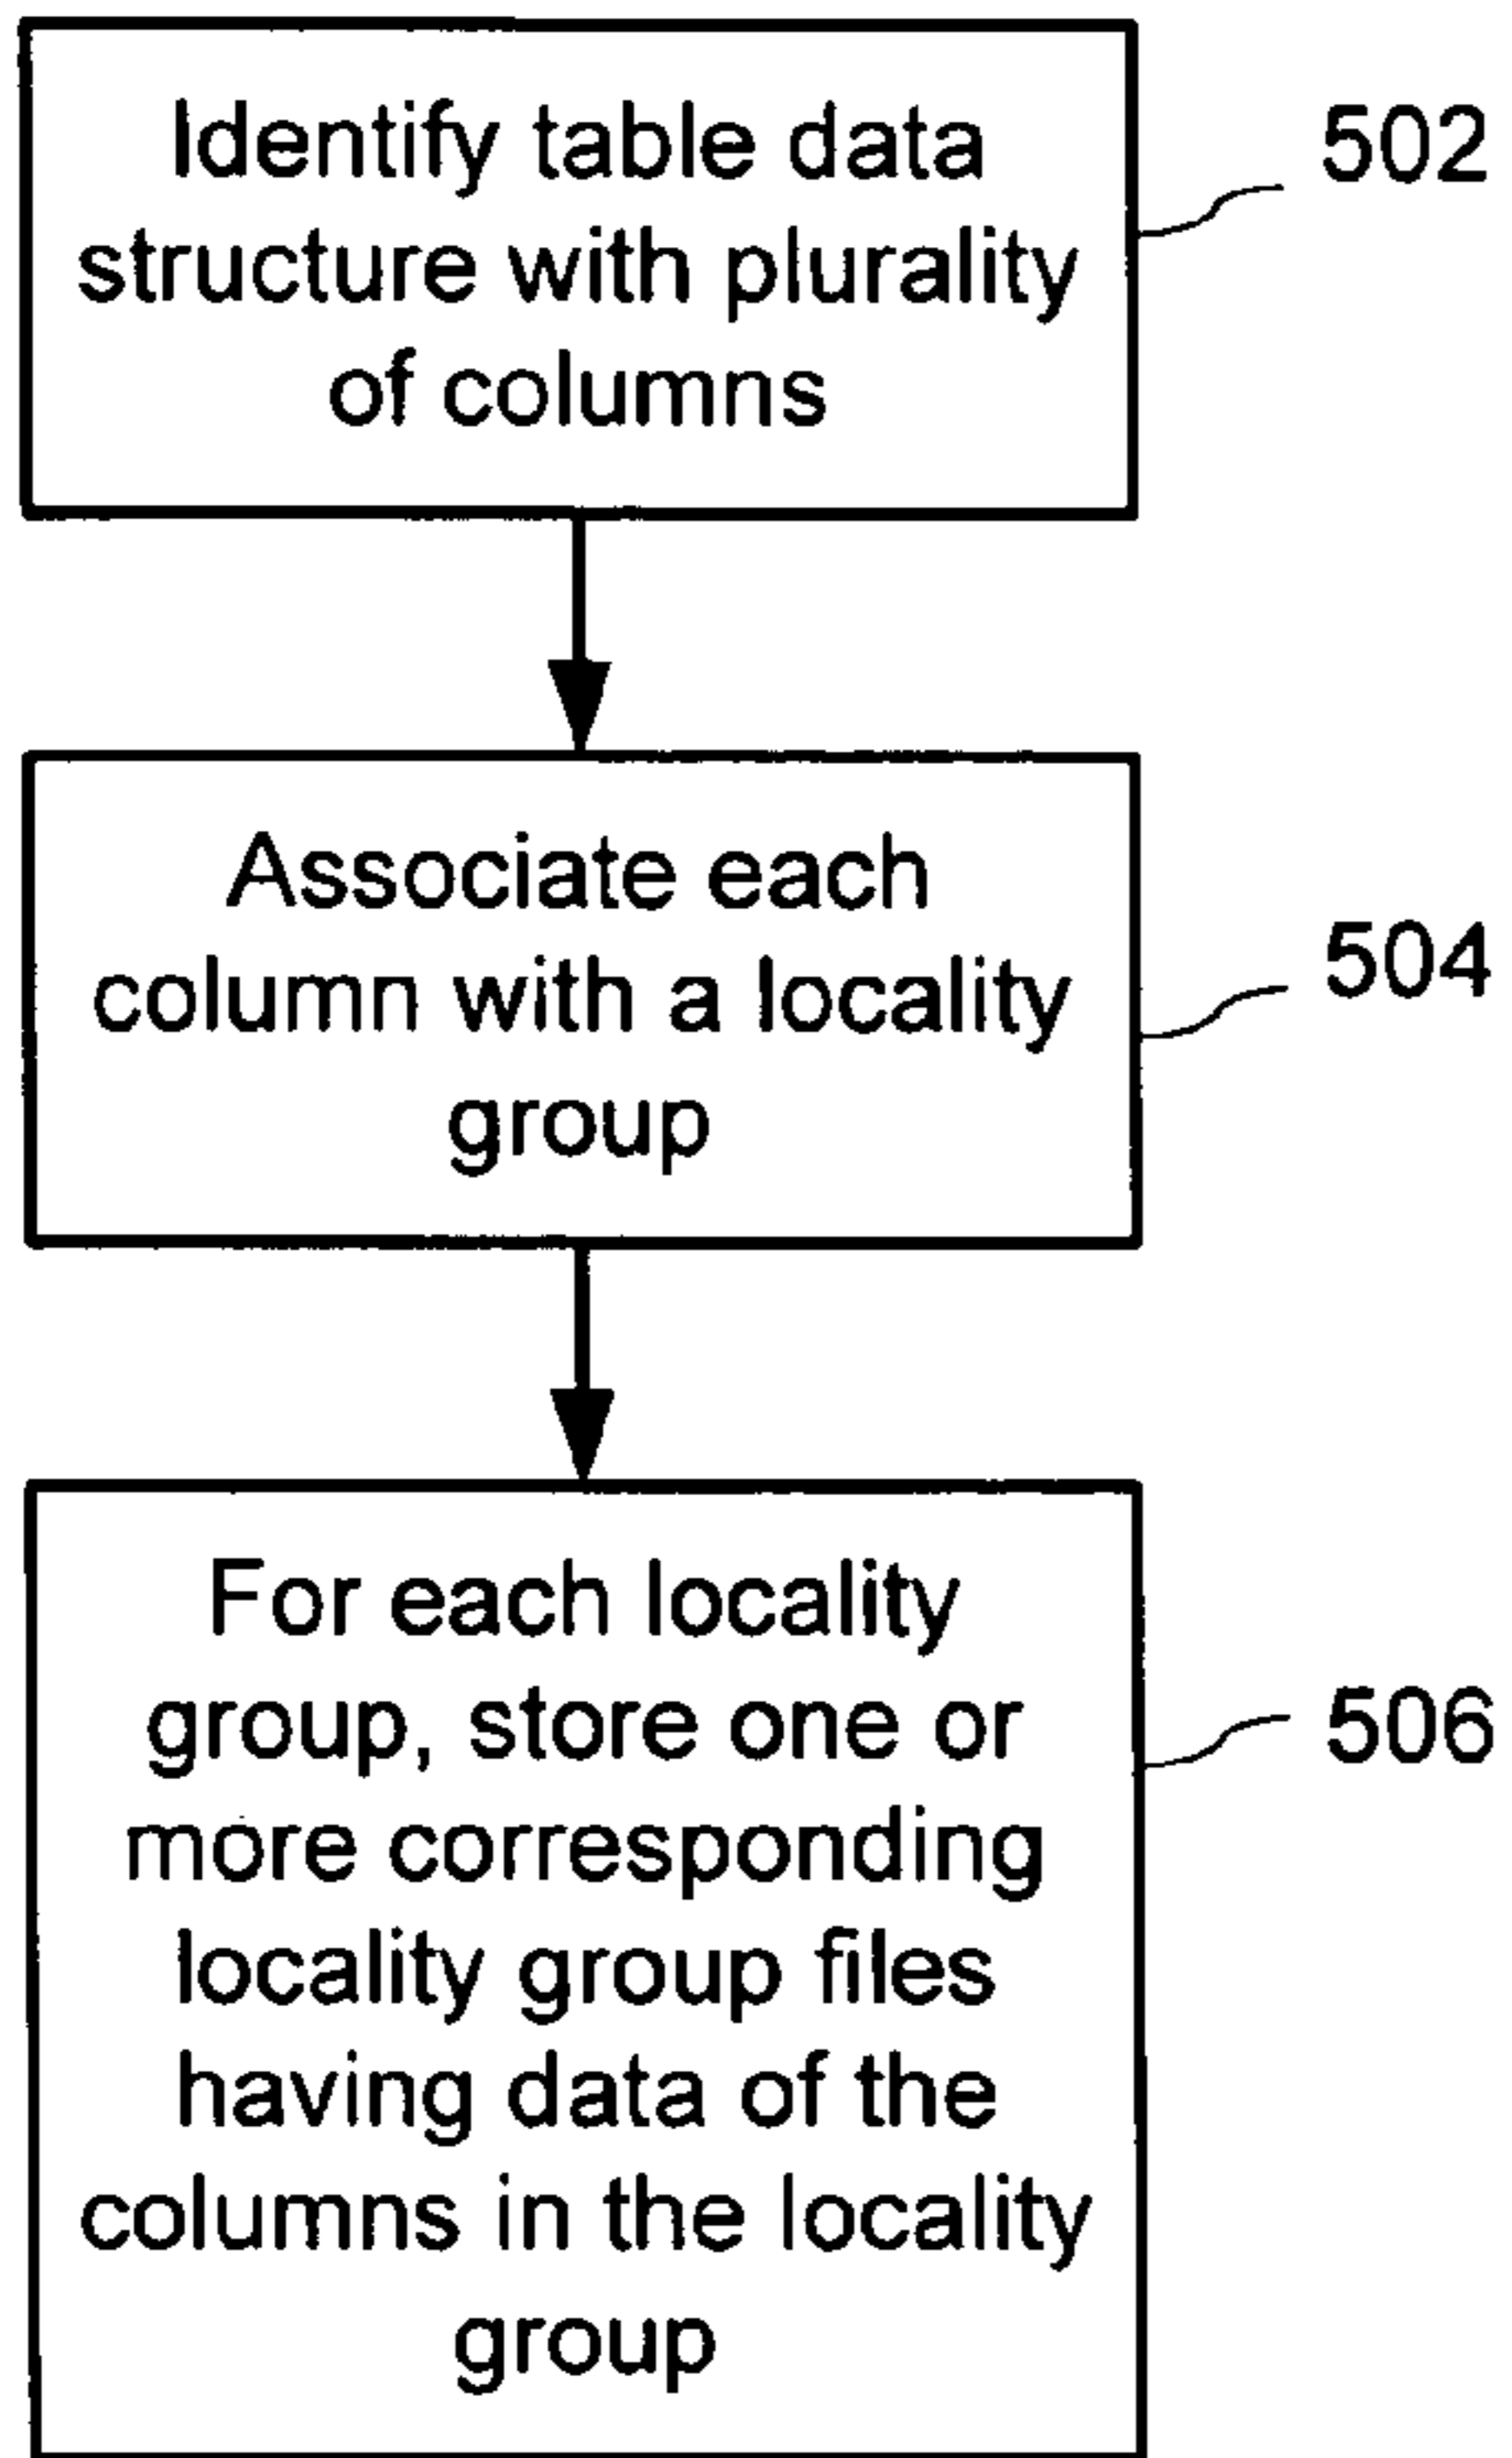 Identify table data
structure with plurality
of columns
502
Associate each
column with a locality
group
504
For each locality
group, store one or
more corresponding
locality group files
having data of the
columns in the locality
group
506